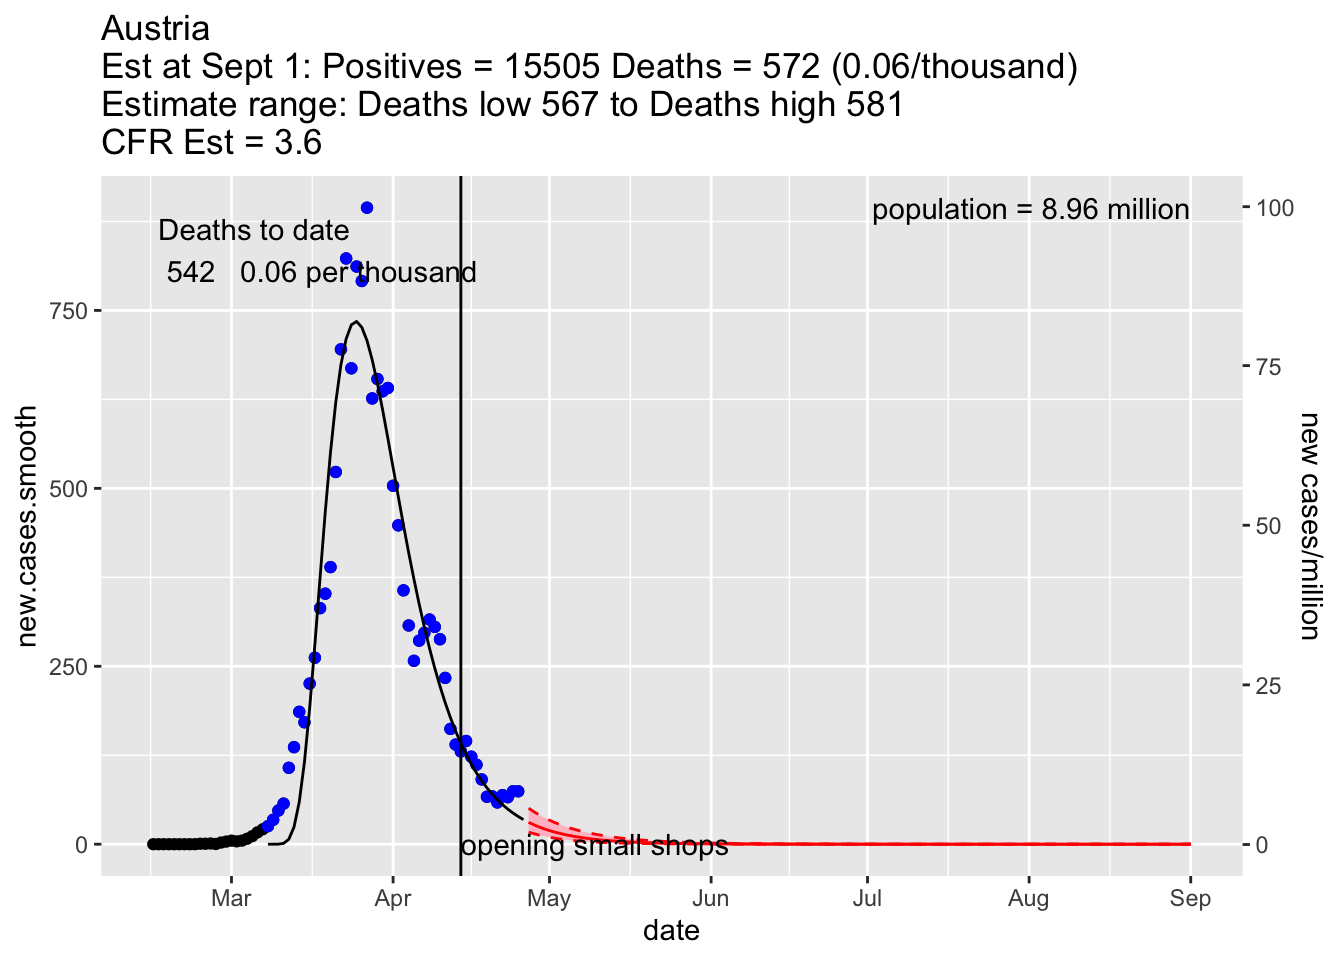 Austria
Est at Sept 1: Positives = 15505 Deaths = 572 (0.06/thousand)
Estimate range: Deaths low 567 to Deaths high 581
CFR Est = 3.6
population = 8.96 million
Deaths to date
542 0.06 per thousand
opening small shops
new.cases.smooth
750
500
250
0
new cases/million
100
75
50
25
0
Mar Apr May Jun Jul Aug Sep
date